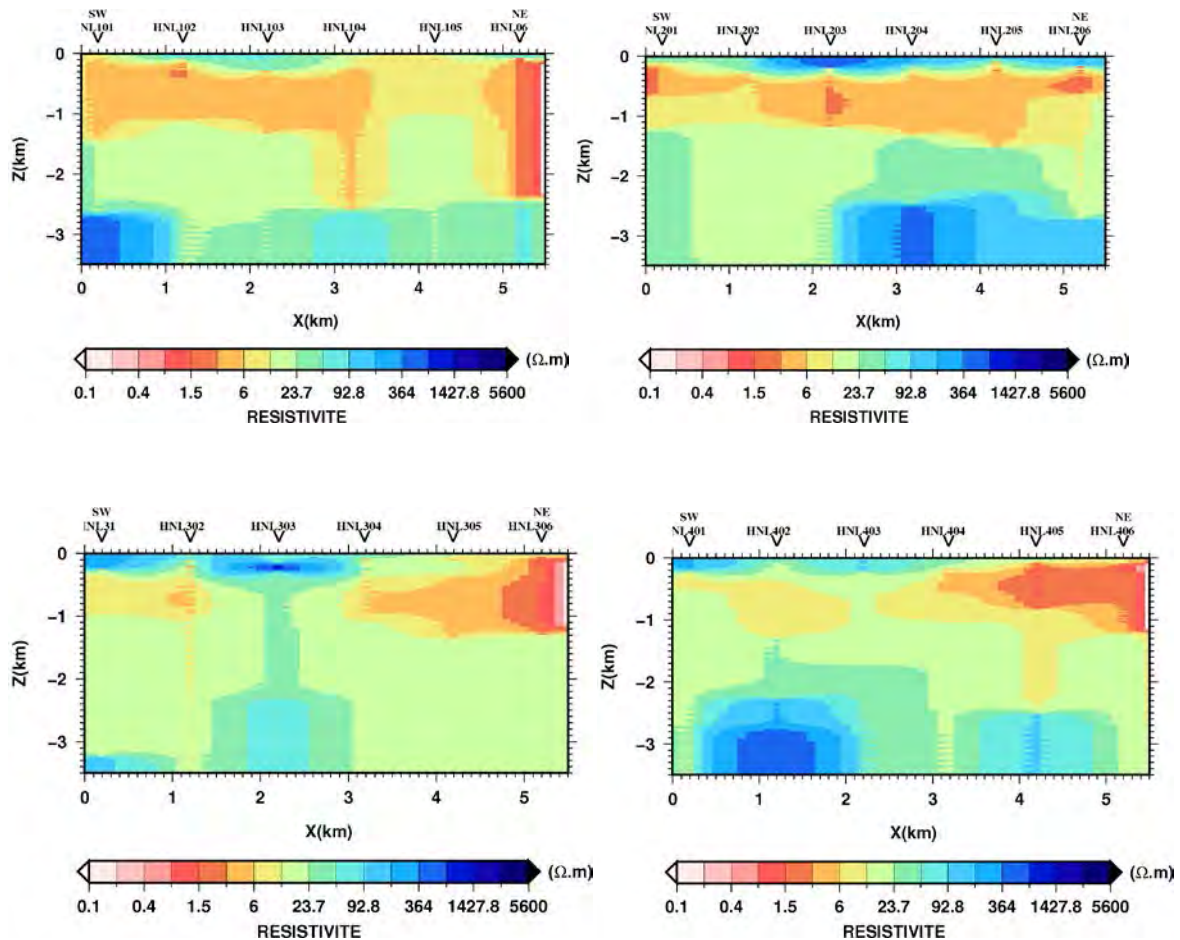 SW NE
NL101 HNL102 HNL103 HNL104 HNL105 HNL06
0
-1
-2
-3
Z(km)
0 1 2 3 4 5
X(km)
(Ω.m)
0.1 0.4 1.5 6 23.7 92.8 364 1427.8 5600
RESISTIVITE
SW NE
NL201 HNL202 HNL203 HNL204 HNL205 HNL206
0
-1
-2
-3
Z(km)
0 1 2 3 4 5
X(km)
(Ω.m)
0.1 0.4 1.5 6 23.7 92.8 364 1427.8 5600
RESISTIVITE
SW NE
HNL31 HNL302 HNL303 HNL304 HNL305 HNL306
0
-1
-2
-3
Z(km)
0 1 2 3 4 5
X(km)
(Ω.m)
0.1 0.4 1.5 6 23.7 92.8 364 1427.8 5600
RESISTIVITE
SW NE
NL401 HNL402 HNL403 HNL404 HNL405 HNL406
0
-1
-2
-3
Z(km)
0 1 2 3 4 5
X(km)
(Ω.m)
0.1 0.4 1.5 6 23.7 92.8 364 1427.8 5600
RESISTIVITE